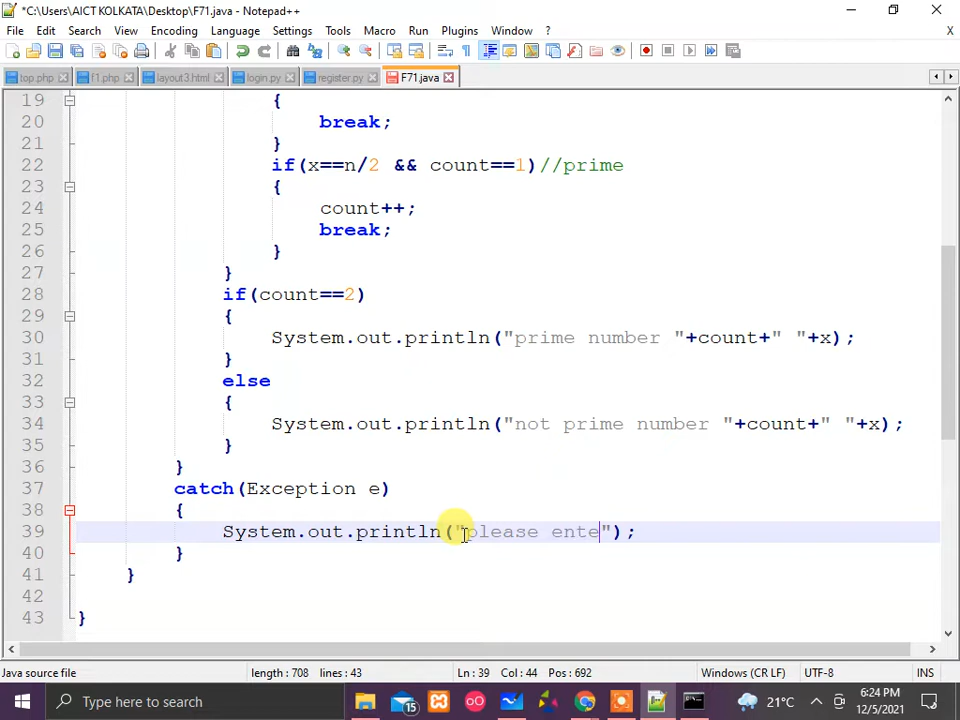 *C:\Users\AICT KOLKATA\Desktop\F71.java - Notepad++
File Edit Search View Encoding Language Settings Tools Macro Run Plugins Window ? X
top.php f1.php layout3.html login.py register.py F71.java
19 {
20 break;
21 }
22 if(x==n/2 && count==1)//prime
23 {
24 count++;
25 break;
26 }
27 }
28 if(count==2)
29 {
30 System.out.println("prime number "+count+" "+x);
31 }
32 else
33 {
34 System.out.println("not prime number "+count+" "+x);
35 }
36 }
37 catch(Exception e)
38 {
39 System.out.println("please ente");
40 }
41 }
42
43 }
Java source file length : 708 lines : 43 Ln : 39 Col : 44 Pos : 692 Windows (CR LF) UTF-8 INS
Type here to search 15 21°C 6:24 PM
12/5/2021